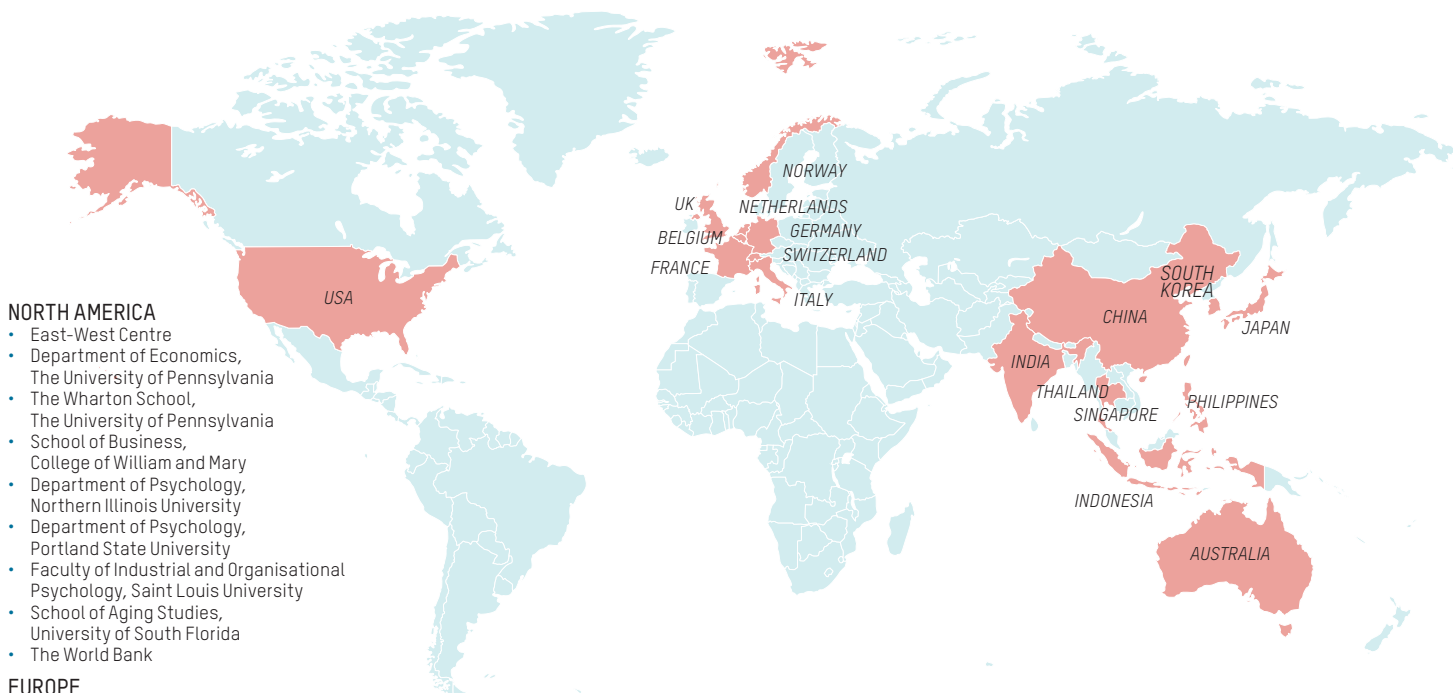 NORWAY
UK
NETHERLANDS
GERMANY
BELGIUM
SWITZERLAND
FRANCE
ITALY
USA
SOUTH
KOREA
CHINA
JAPAN
INDIA
THAILAND
PHILIPPINES
SINGAPORE
INDONESIA
AUSTRALIA
NORTH AMERICA
• East-West Centre
• Department of Economics,
The University of Pennsylvania
• The Wharton School,
The University of Pennsylvania
• School of Business,
College of William and Mary
• Department of Psychology,
Northern Illinois University
• Department of Psychology,
Portland State University
• Faculty of Industrial and Organisational
Psychology, Saint Louis University
• School of Aging Studies,
University of South Florida
• The World Bank
EUROPE